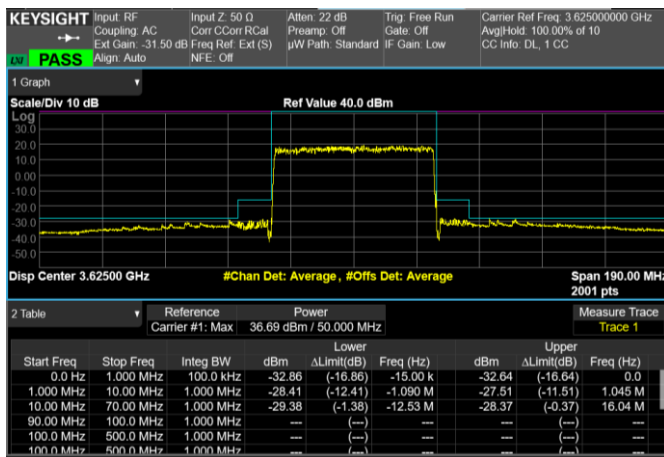 KEYSIGHT Input: RF Input Z: 50 Ω Atten: 22 dB Trig: Free Run Carrier Ref Freq: 3.625000000 GHz
Coupling: AC Corr CCorr RCal Preamp: Off Gate: Off Avg|Hold: 100.00% of 10
Ext Gain: -31.50 dB Freq Ref: Ext (S) µW Path: Standard IF Gain: Low CC Info: DL, 1 CC
LXI PASS Align: Auto NFE: Off
1 Graph
Scale/Div 10 dB Ref Value 40.0 dBm
Log
30.0
20.0
10.0
0.00
-10.0
-20.0
-30.0
-40.0
-50.0
Disp Center 3.62500 GHz #Chan Det: Average, #Offs Det: Average Span 190.00 MHz
2001 pts
2 Table Reference Power Measure Trace
Carrier #1: Max 36.69 dBm / 50.000 MHz Trace 1
Lower Upper
Start Freq Stop Freq Integ BW dBm ΔLimit(dB) Freq (Hz) dBm ΔLimit(dB) Freq (Hz)
0.0 Hz 1.000 MHz 100.0 kHz -32.86 (-16.86) -15.00 k -32.64 (-16.64) 0.0
1.000 MHz 10.00 MHz 1.000 MHz -28.41 (-12.41) -1.090 M -27.51 (-11.51) 1.045 M
10.00 MHz 70.00 MHz 1.000 MHz -29.38 (-1.38) -12.53 M -28.37 (-0.37) 16.04 M
90.00 MHz 100.0 MHz 1.000 MHz --- (---) --- --- (---) ---
100.0 MHz 500.0 MHz 1.000 MHz --- (---) --- --- (---) ---
100.0 MHz 500.0 MHz 1.000 MHz --- (---) --- --- (---) ---